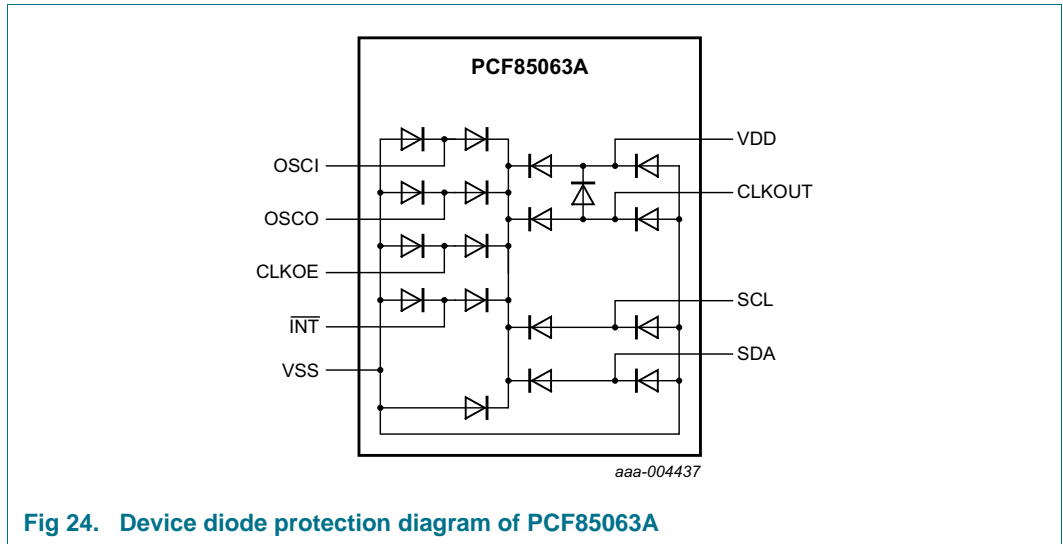 PCF85063A
OSCI
OSCO
CLKOE
INT
VSS
VDD
CLKOUT
SCL
SDA
aaa-004437
Fig 24. Device diode protection diagram of PCF85063A